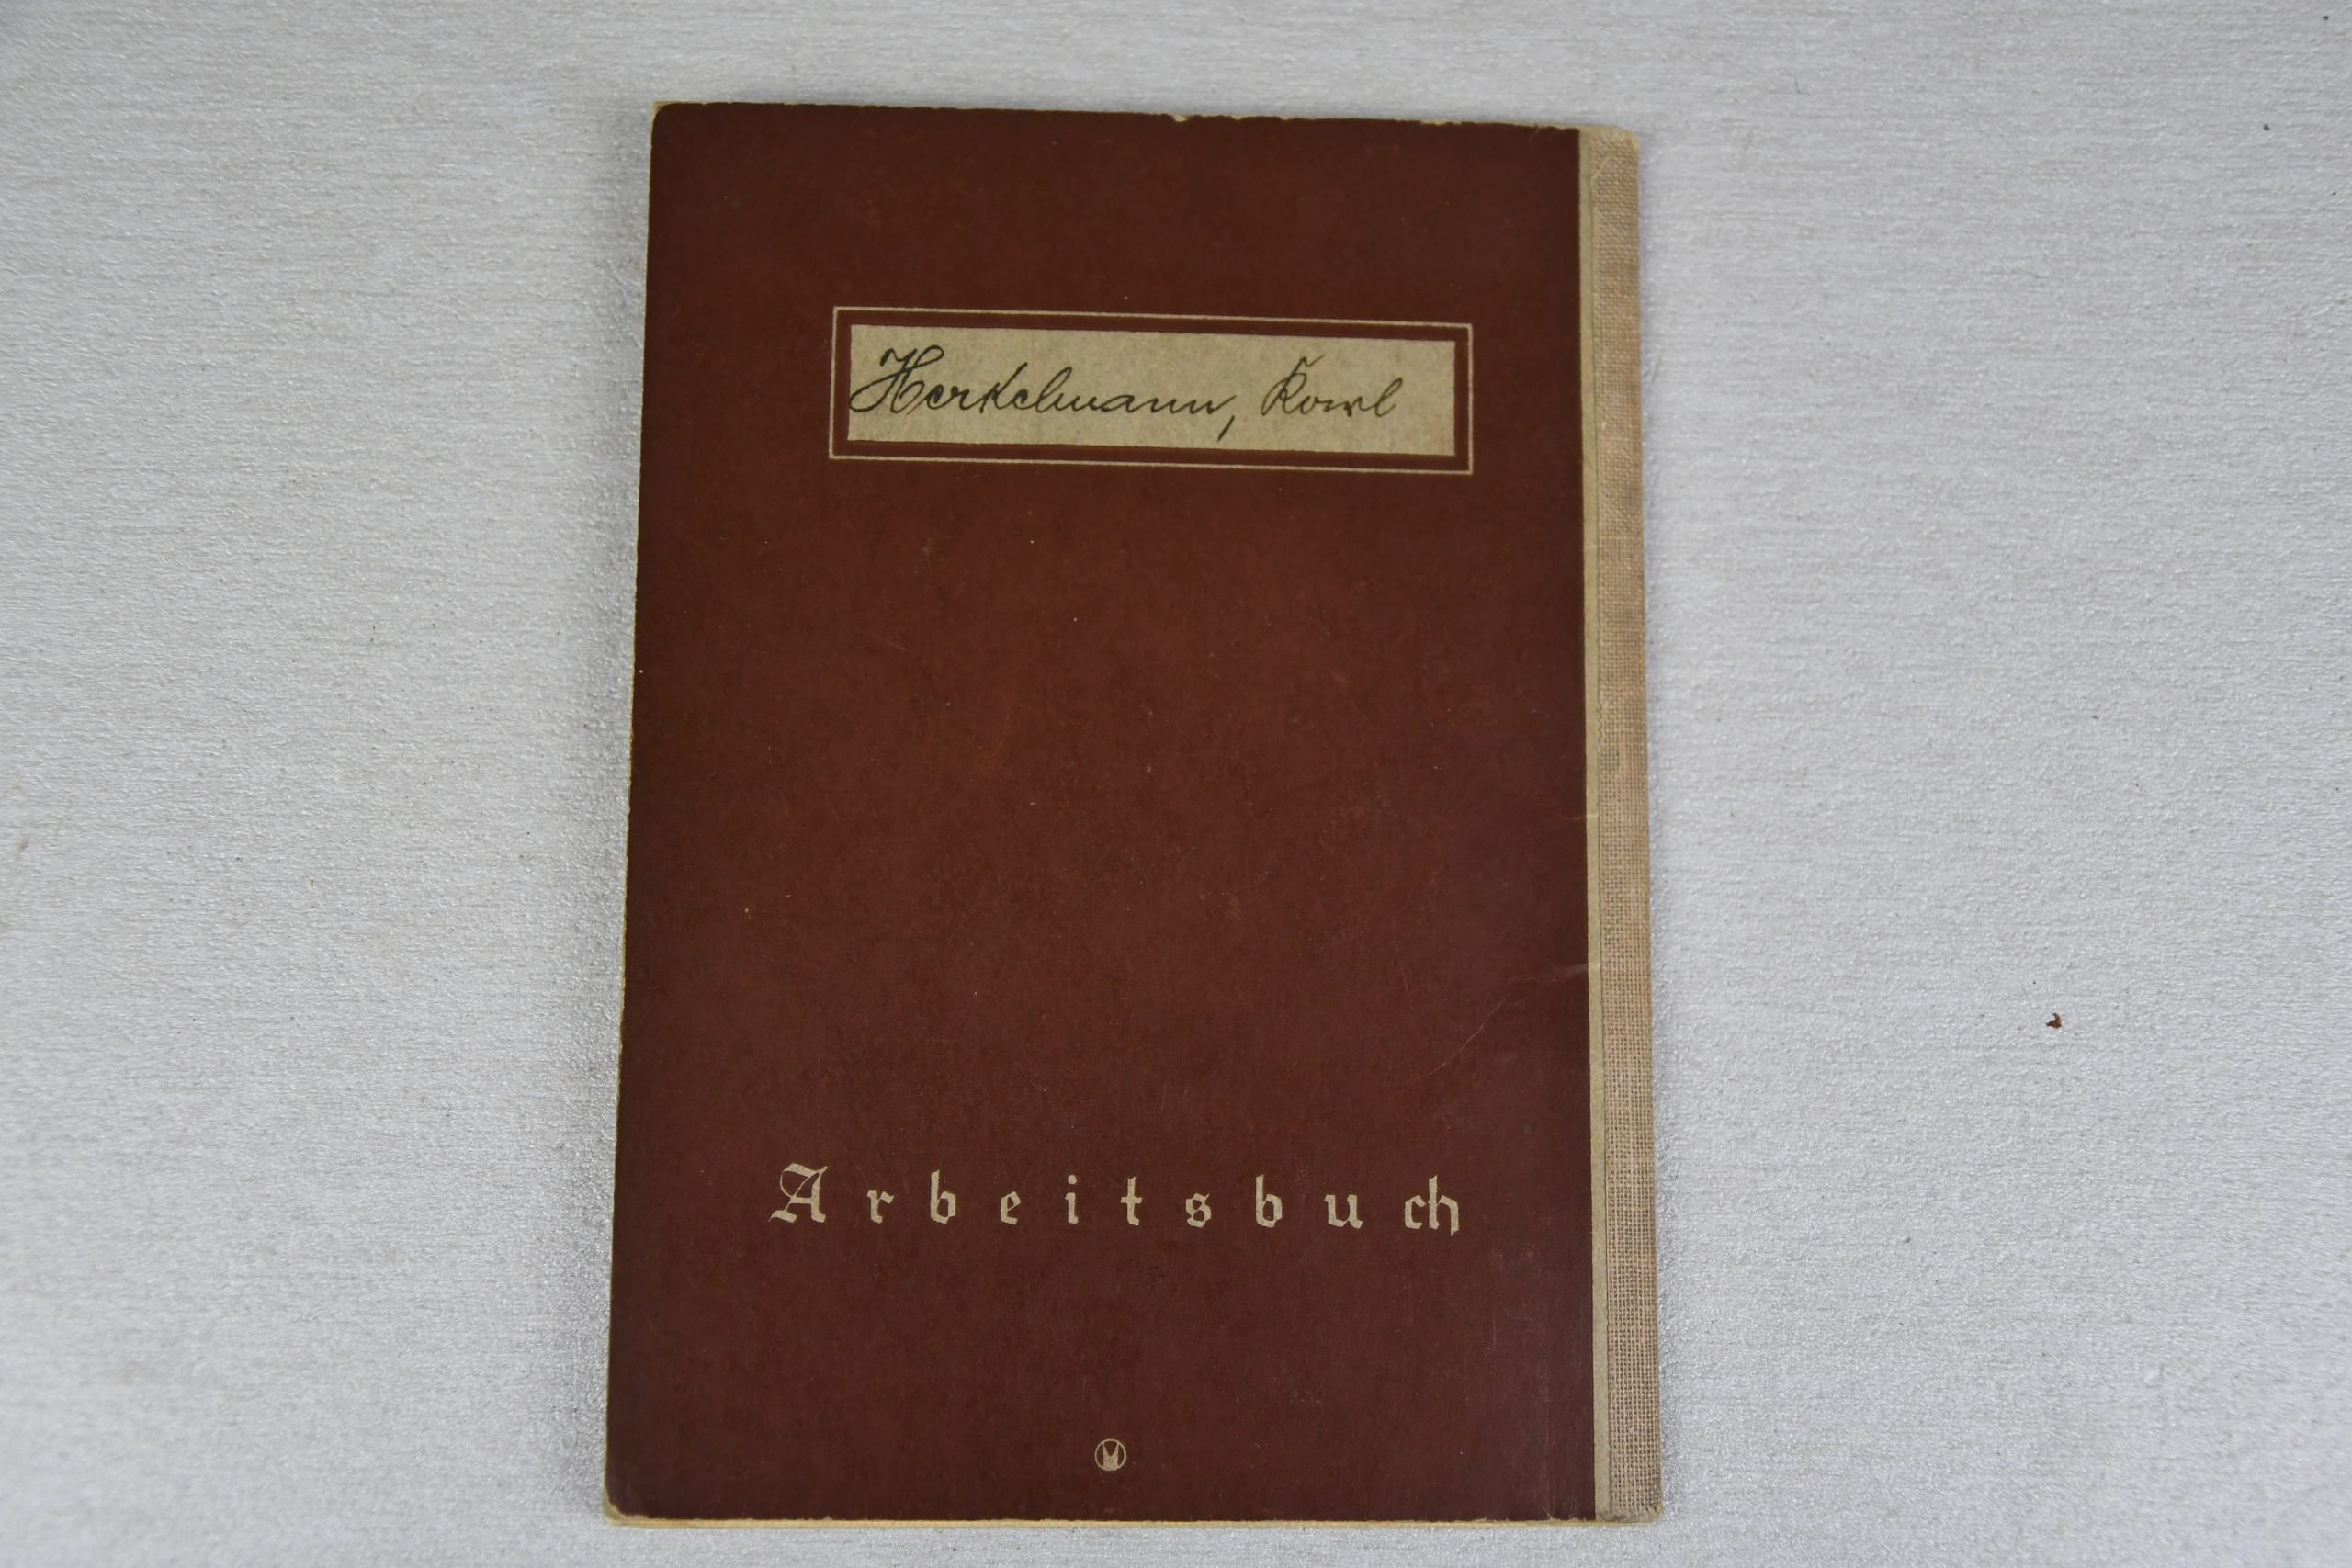 Herkelmann, Karl
Arbeitsbuch